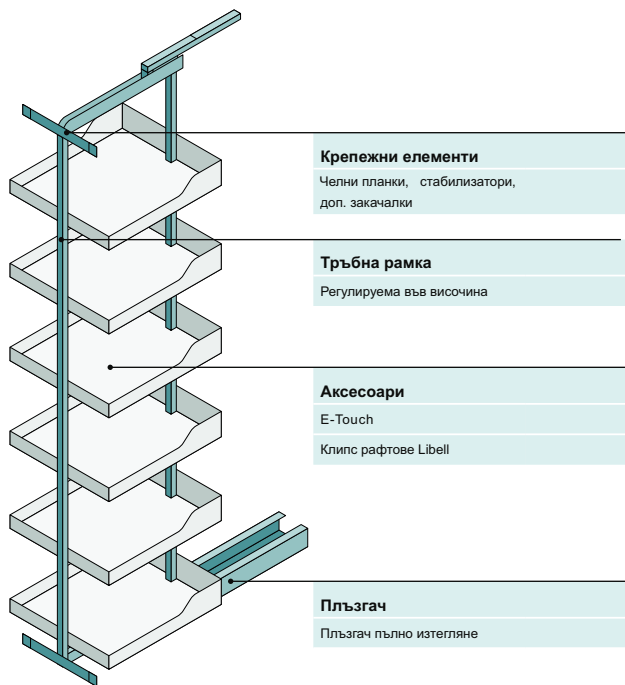 Крепежни елементи
Челни планки, стабилизатори,
доп. закачалки
Тръбна рамка
Регулируема във височина
Аксесоари
E-Touch
Клипс рафтове Libell
Плъзгач
Плъзгач пълно изтегляне